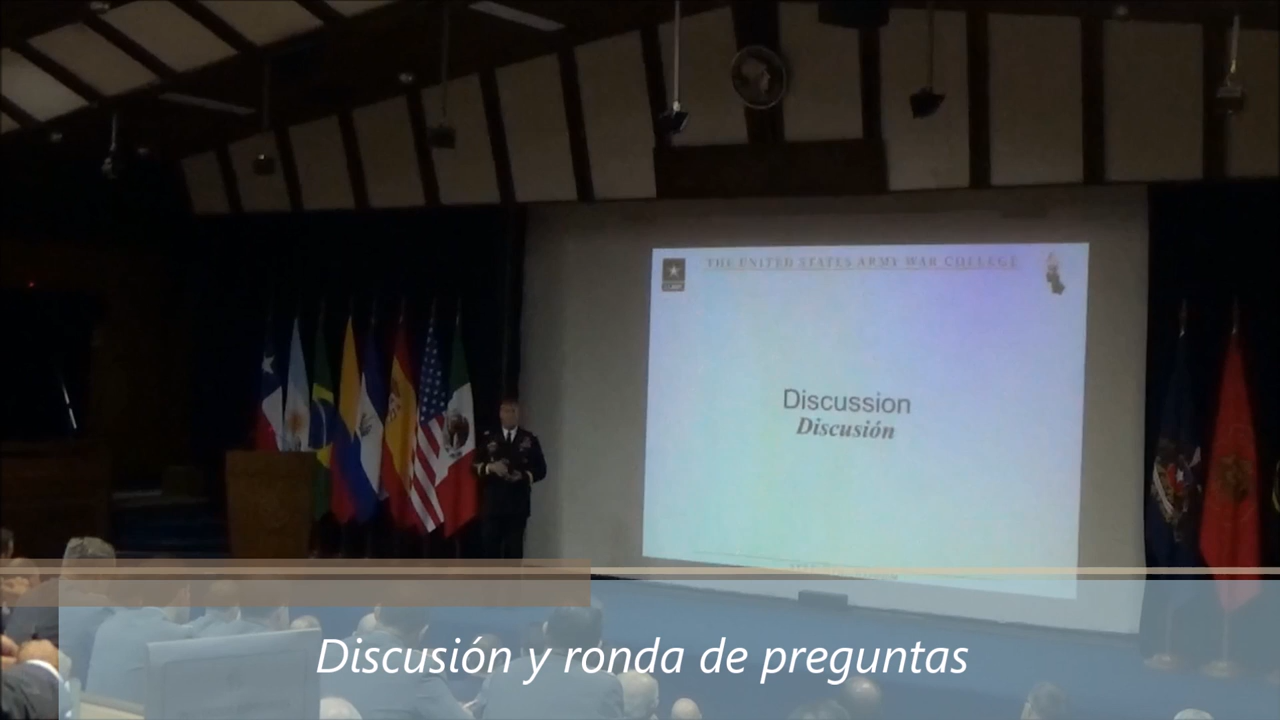 THE UNITED STATES ARMY WAR COLLEGE
Discussion
Discusión
Discusión y ronda de preguntas